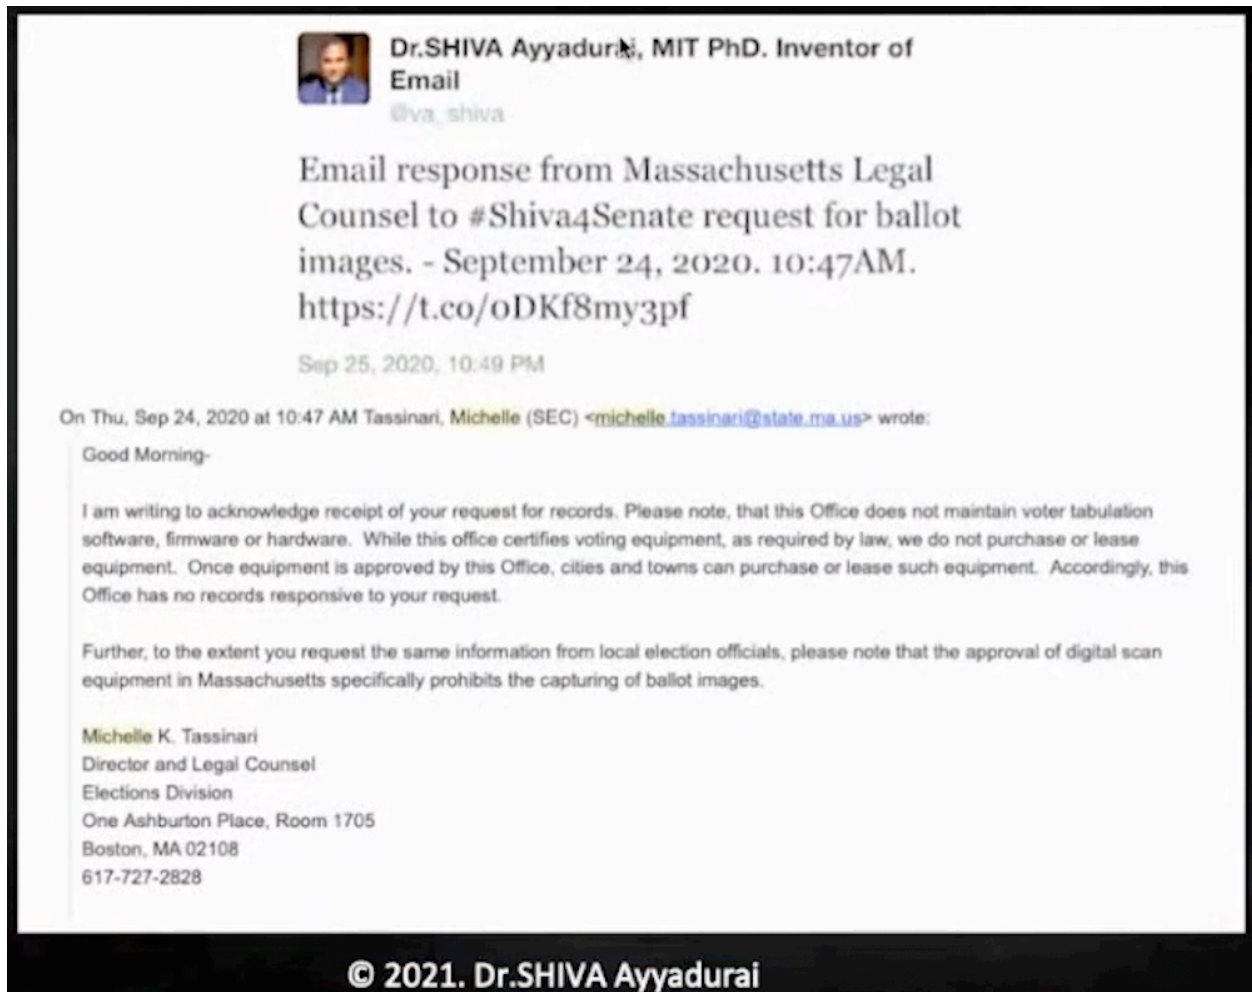 Dr.SHIVA Ayyadurai, MIT PhD. Inventor of
Email
@va_shiva
Email response from Massachusetts Legal
Counsel to #Shiva4Senate request for ballot
images. - September 24, 2020. 10:47AM.
https://t.co/0DKf8my3pf
Sep 25, 2020, 10:49 PM
On Thu, Sep 24, 2020 at 10:47 AM Tassinari, Michelle (SEC) <michelle.tassinari@state.ma.us> wrote:
Good Morning-
I am writing to acknowledge receipt of your request for records. Please note, that this Office does not maintain voter tabulation
software, firmware or hardware. While this office certifies voting equipment, as required by law, we do not purchase or lease
equipment. Once equipment is approved by this Office, cities and towns can purchase or lease such equipment. Accordingly, this
Office has no records responsive to your request.
Further, to the extent you request the same information from local election officials, please note that the approval of digital scan
equipment in Massachusetts specifically prohibits the capturing of ballot images.
Michelle K. Tassinari
Director and Legal Counsel
Elections Division
One Ashburton Place, Room 1705
Boston, MA 02108
617-727-2828
© 2021. Dr.SHIVA Ayyadurai